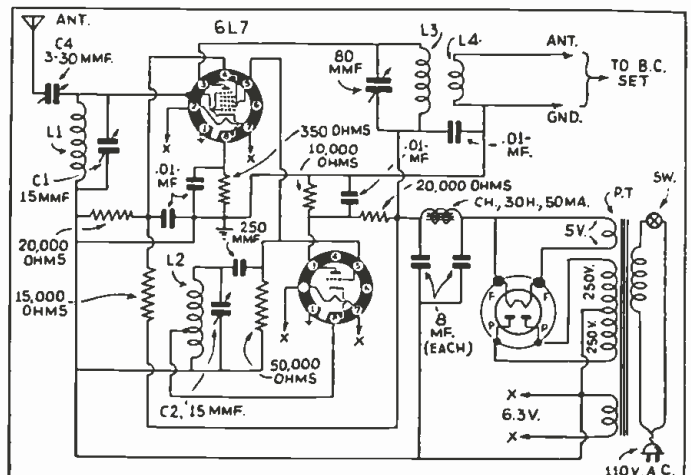 ANT.
6L7
C4
3-30 MMF.
L3
L4
80
MMF
ANT.
TO B.C.
SET
GND.
L1
C1
15 MMF
350 OHMS
10,000
OHMS
.01-
MF
.01-
MF.
.01-
MF.
20,000 OHMS
P.T
SW.
20,000
OHMS
250
MMF
CH., 30H., 50MA.
5V.
L2
15,000
OHMS
8
MF.
(EACH)
F
F
P
P
250V.
250V.
50,000
OHMS
C2, 15 MMF.
X
X
X
X
X
6.3V.
X
110 V. A.C.